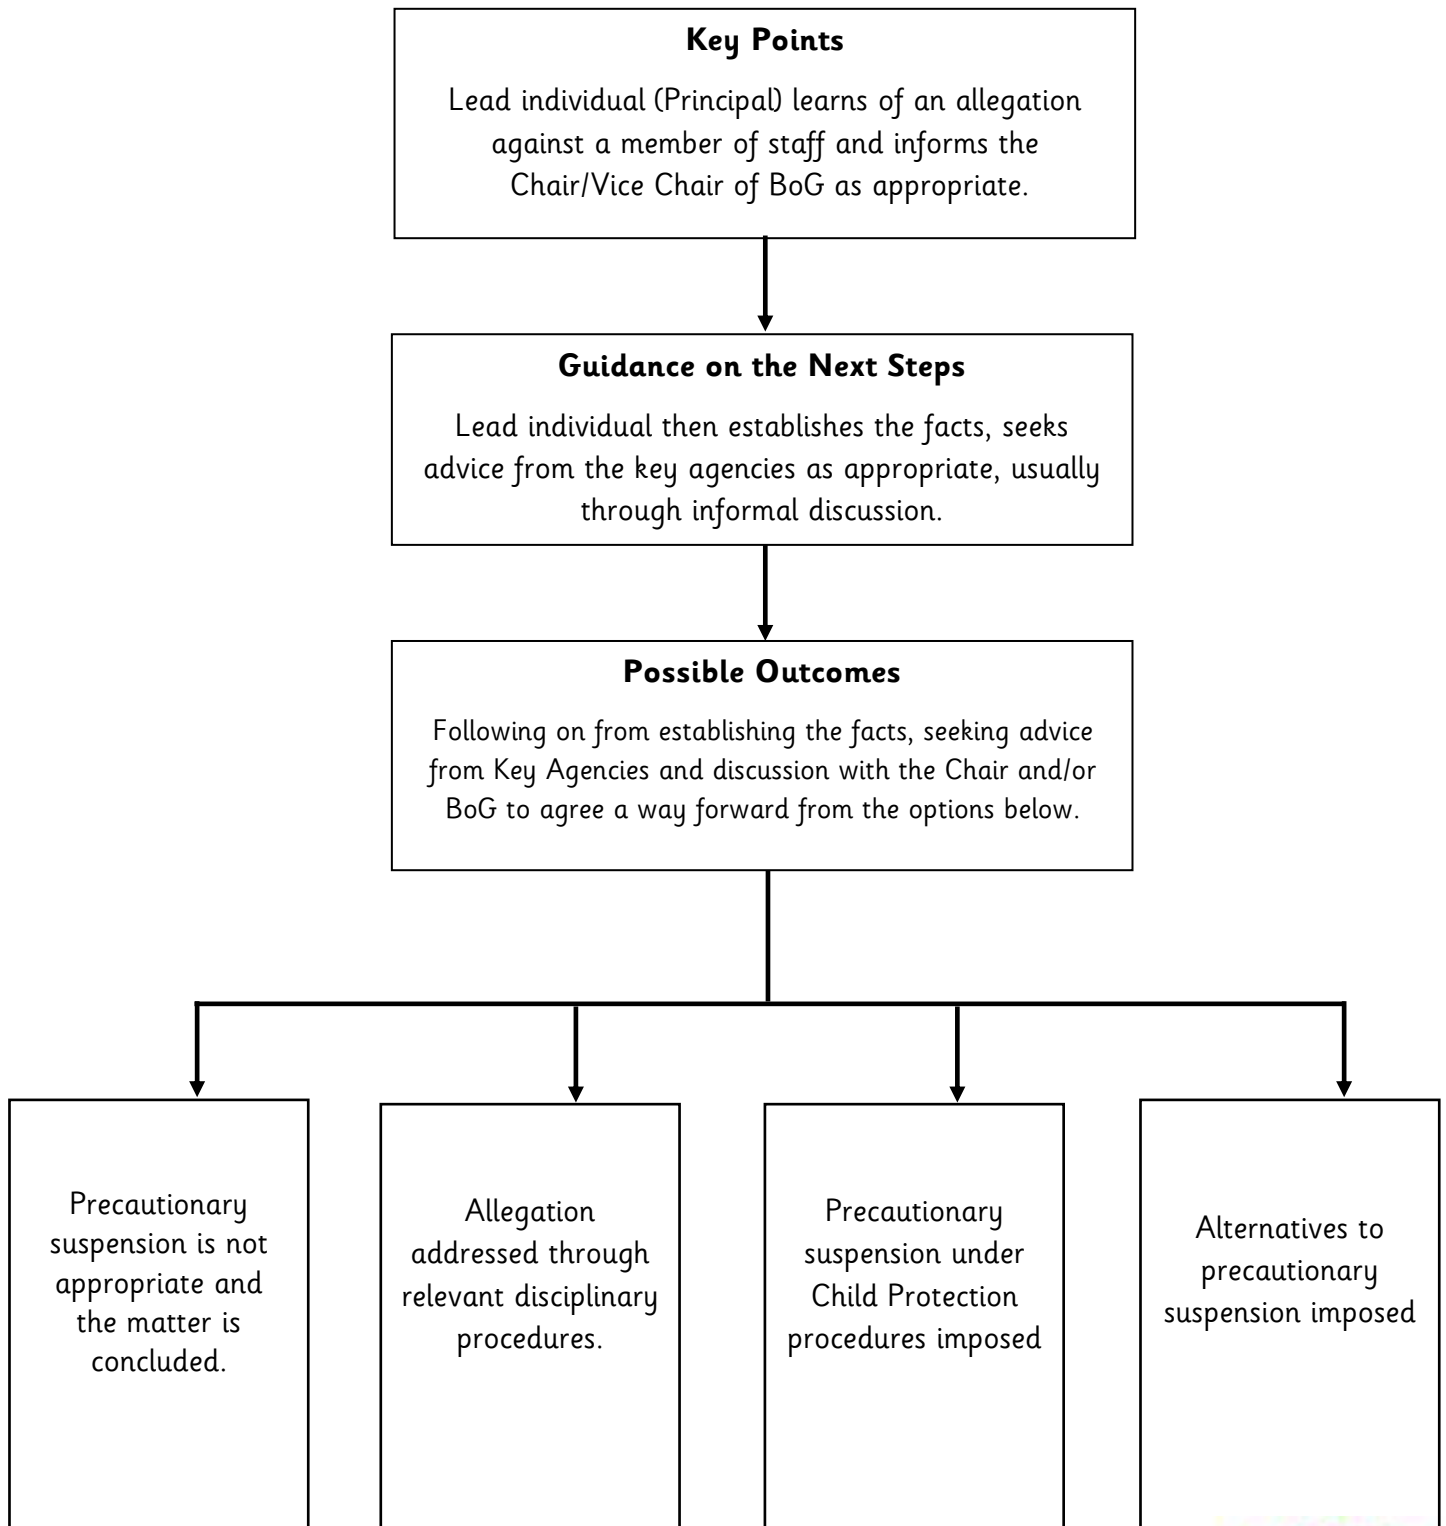 Key Points
Lead individual (Principal) learns of an allegation
against a member of staff and informs the
Chair/Vice Chair of BoG as appropriate.
Guidance on the Next Steps
Lead individual then establishes the facts, seeks
advice from the key agencies as appropriate, usually
through informal discussion.
Possible Outcomes
Following on from establishing the facts, seeking advice
from Key Agencies and discussion with the Chair and/or
BoG to agree a way forward from the options below.
Precautionary
suspension is not
appropriate and
the matter is
concluded.
Allegation
addressed through
relevant disciplinary
procedures.
Precautionary
suspension under
Child Protection
procedures imposed
Alternatives to
precautionary
suspension imposed